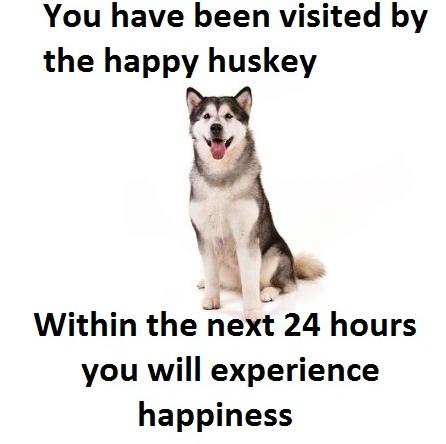 You have been visited by
the happy huskey
Within the next 24 hours
you will experience
happiness